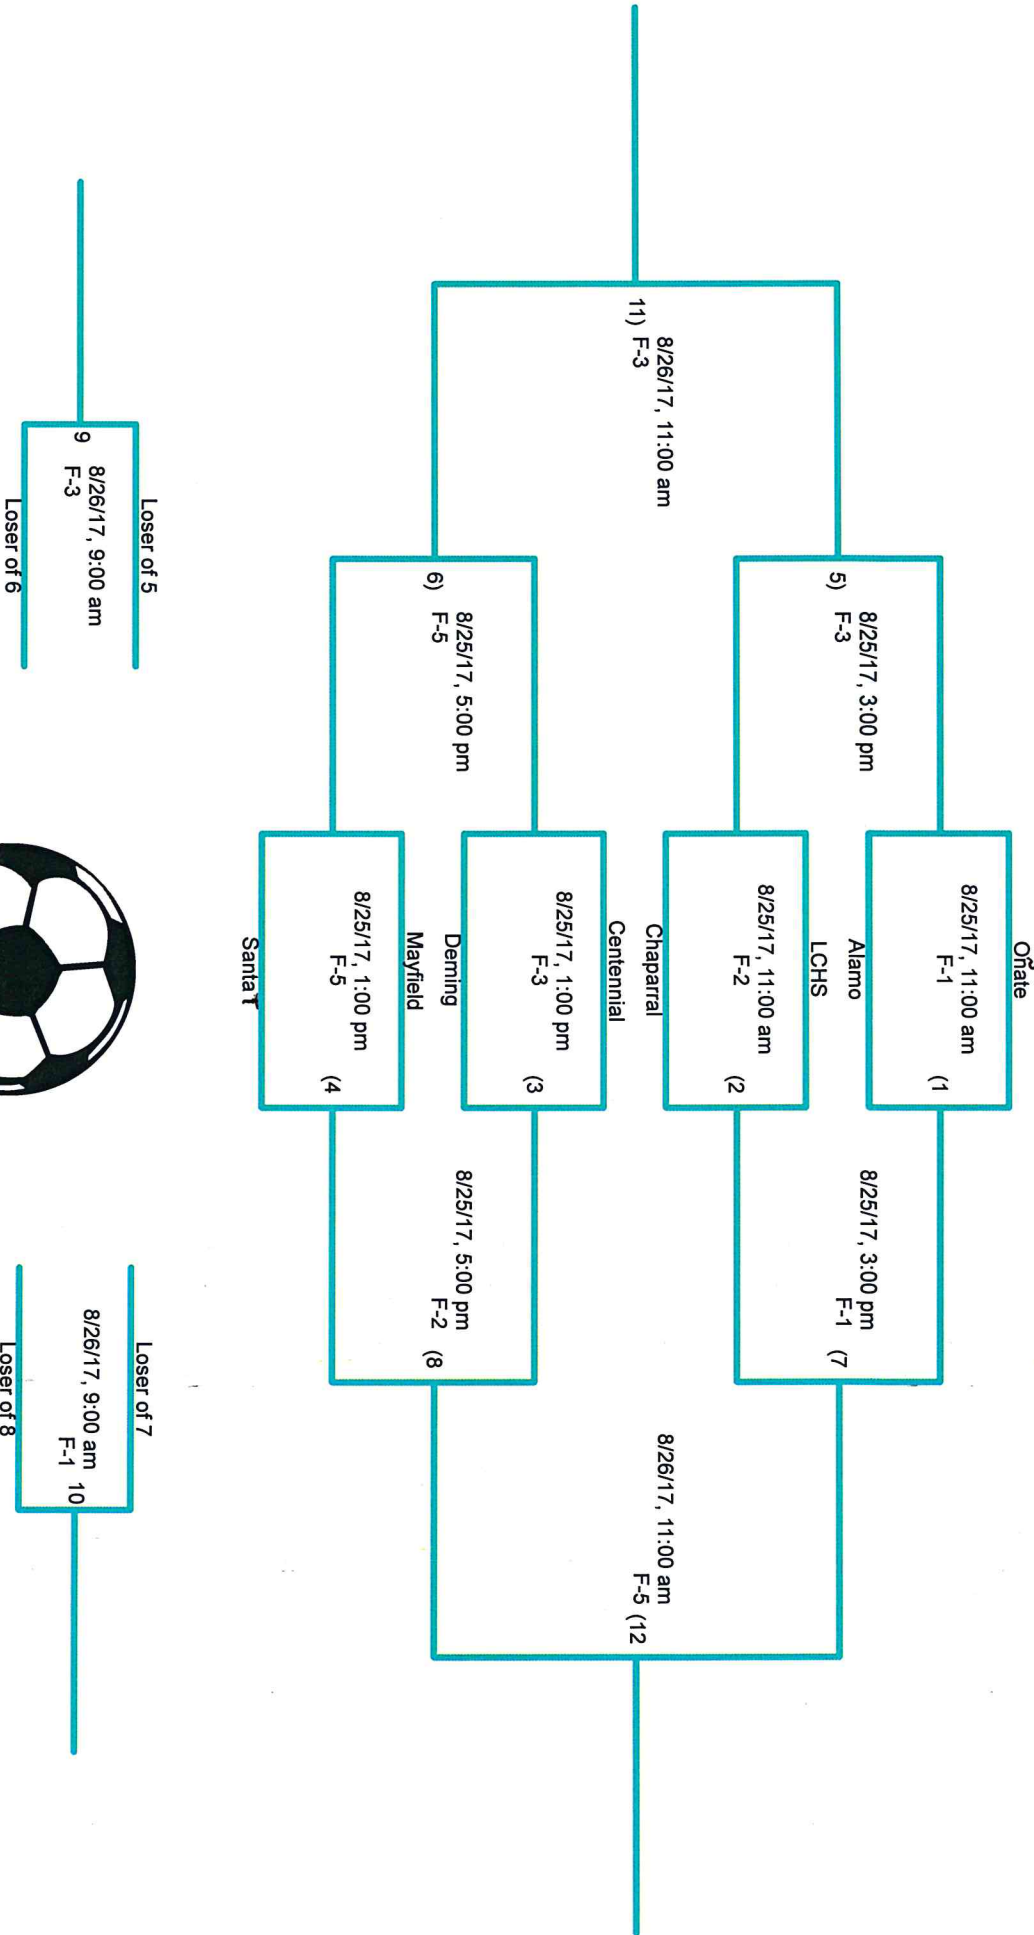 Oñate
8/25/17, 11:00 am
F-1
(1
Alamo
LCHS
8/25/17, 11:00 am
F-2
(2
Chaparral
Centennial
8/25/17, 1:00 pm
F-3
(3
Deming
Mayfield
8/25/17, 1:00 pm
F-5
(4
Santa T
8/25/17, 3:00 pm
5) F-3
8/25/17, 5:00 pm
6) F-5
8/25/17, 3:00 pm
F-1 (7
8/25/17, 5:00 pm
F-2 (8
8/26/17, 11:00 am
11) F-3
8/26/17, 11:00 am
F-5 (12
Loser of 5
8/26/17, 9:00 am
9 F-3
Loser of 6
Loser of 7
8/26/17, 9:00 am
F-1 10
Loser of 8